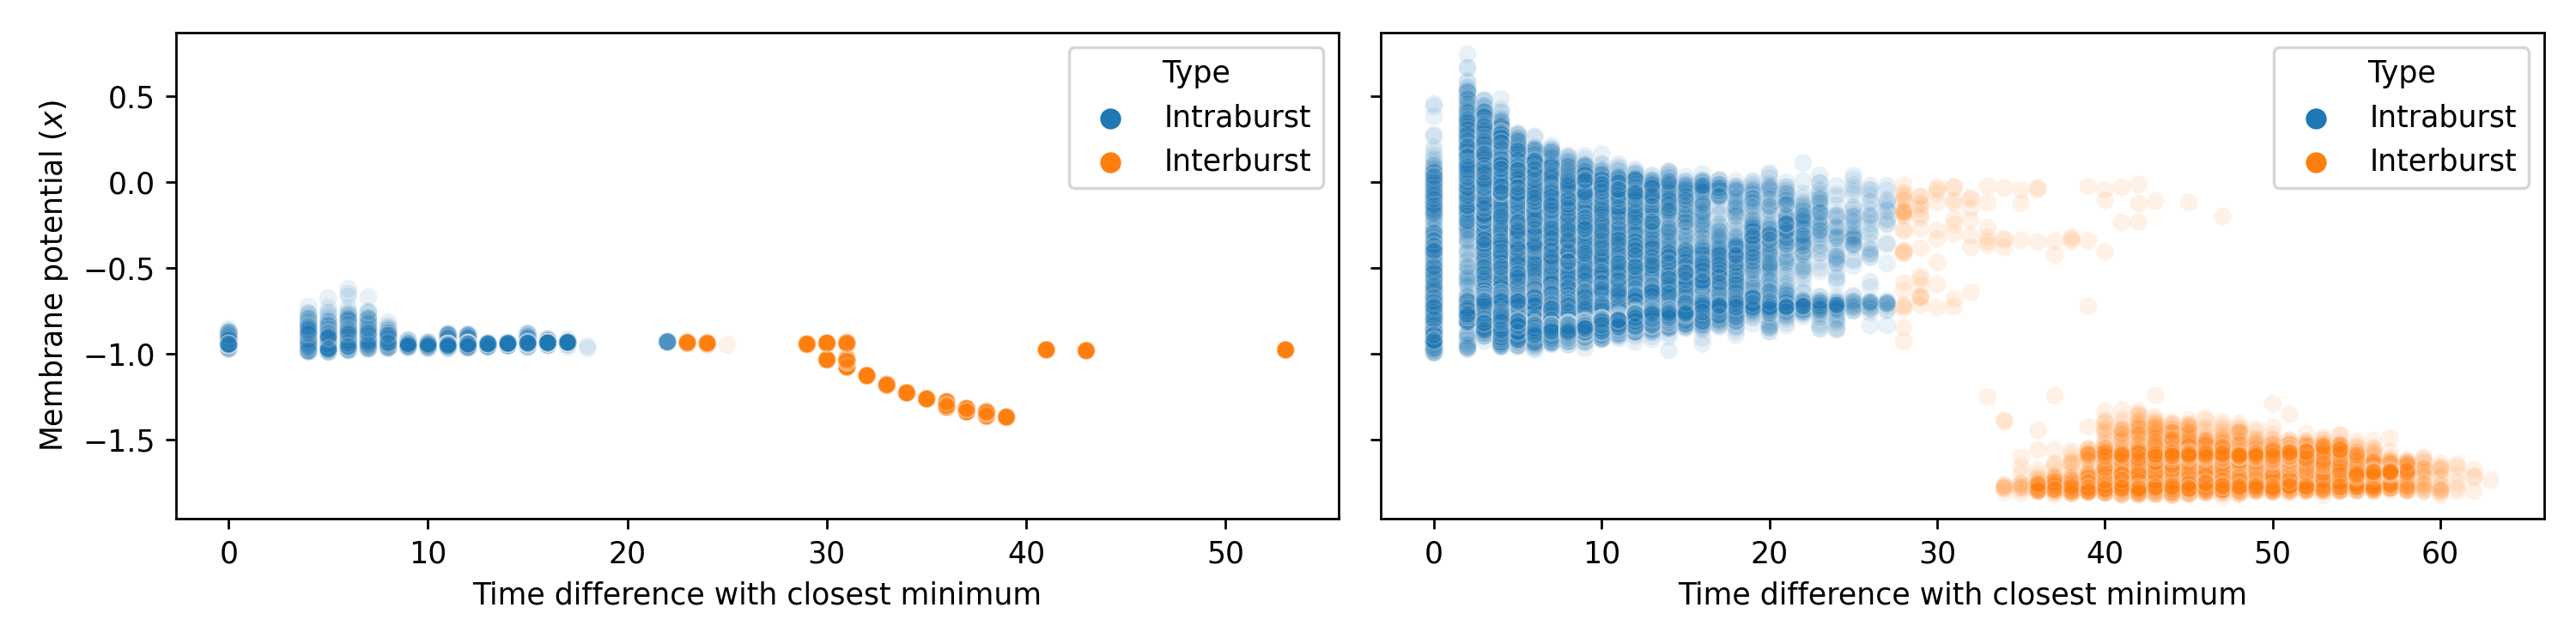 Type
Intraburst
Interburst
0.5
0.0
−0.5
−1.0
−1.5
Membrane potential (x)
0 10 20 30 40 50
Time difference with closest minimum
Type
Intraburst
Interburst
0 10 20 30 40 50 60
Time difference with closest minimum